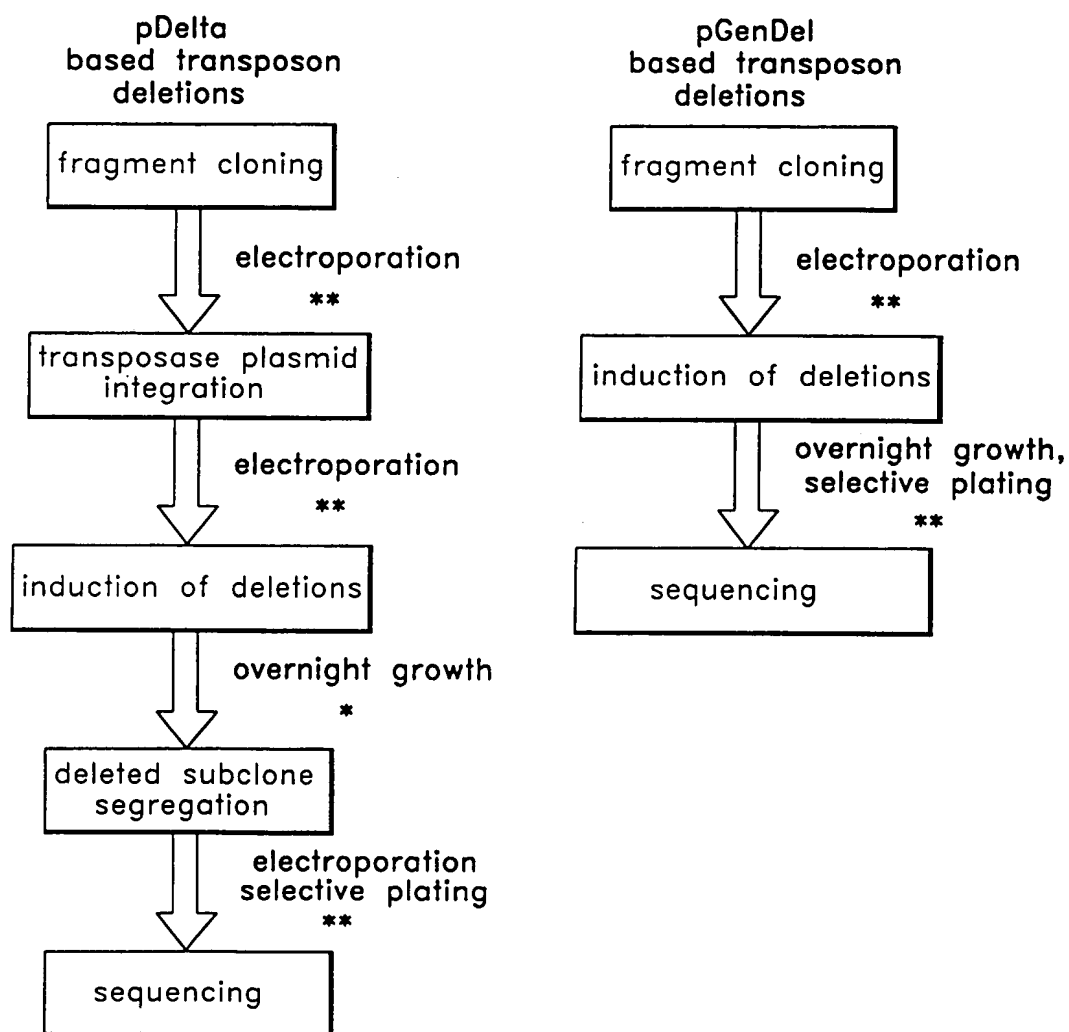 pDelta
based transposon
deletions
fragment cloning
electroporation
**
transposase plasmid
integration
electroporation
**
induction of deletions
overnight growth
*
deleted subclone
segregation
electroporation
selective plating
**
sequencing
pGenDel
based transposon
deletions
fragment cloning
electroporation
**
induction of deletions
overnight growth,
selective plating
**
sequencing